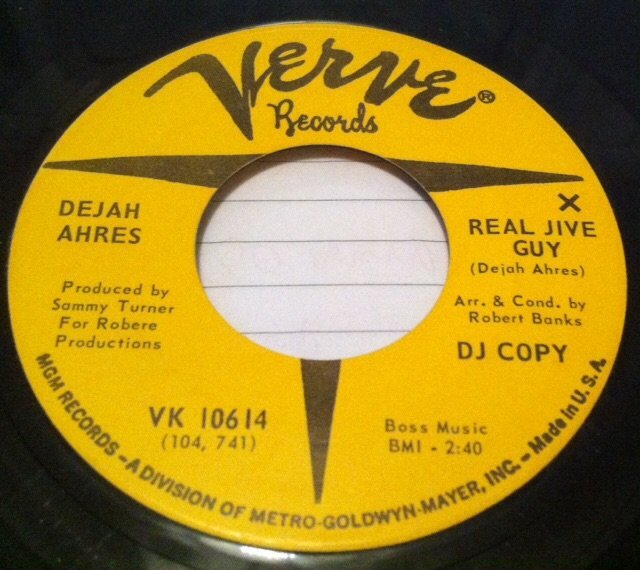 VERVE®
Records
DEJAH
AHRES
Produced by
Sammy Turner
For Robere
Productions
VK 10614
(104, 741)
X
REAL JIVE
GUY
(Dejah Ahres)
Arr. & Cond. by
Robert Banks
DJ COPY
Boss Music
BMI - 2:40
MGM RECORDS - A DIVISION OF METRO-GOLDWYN-MAYER, INC. - Made in U.S.A.